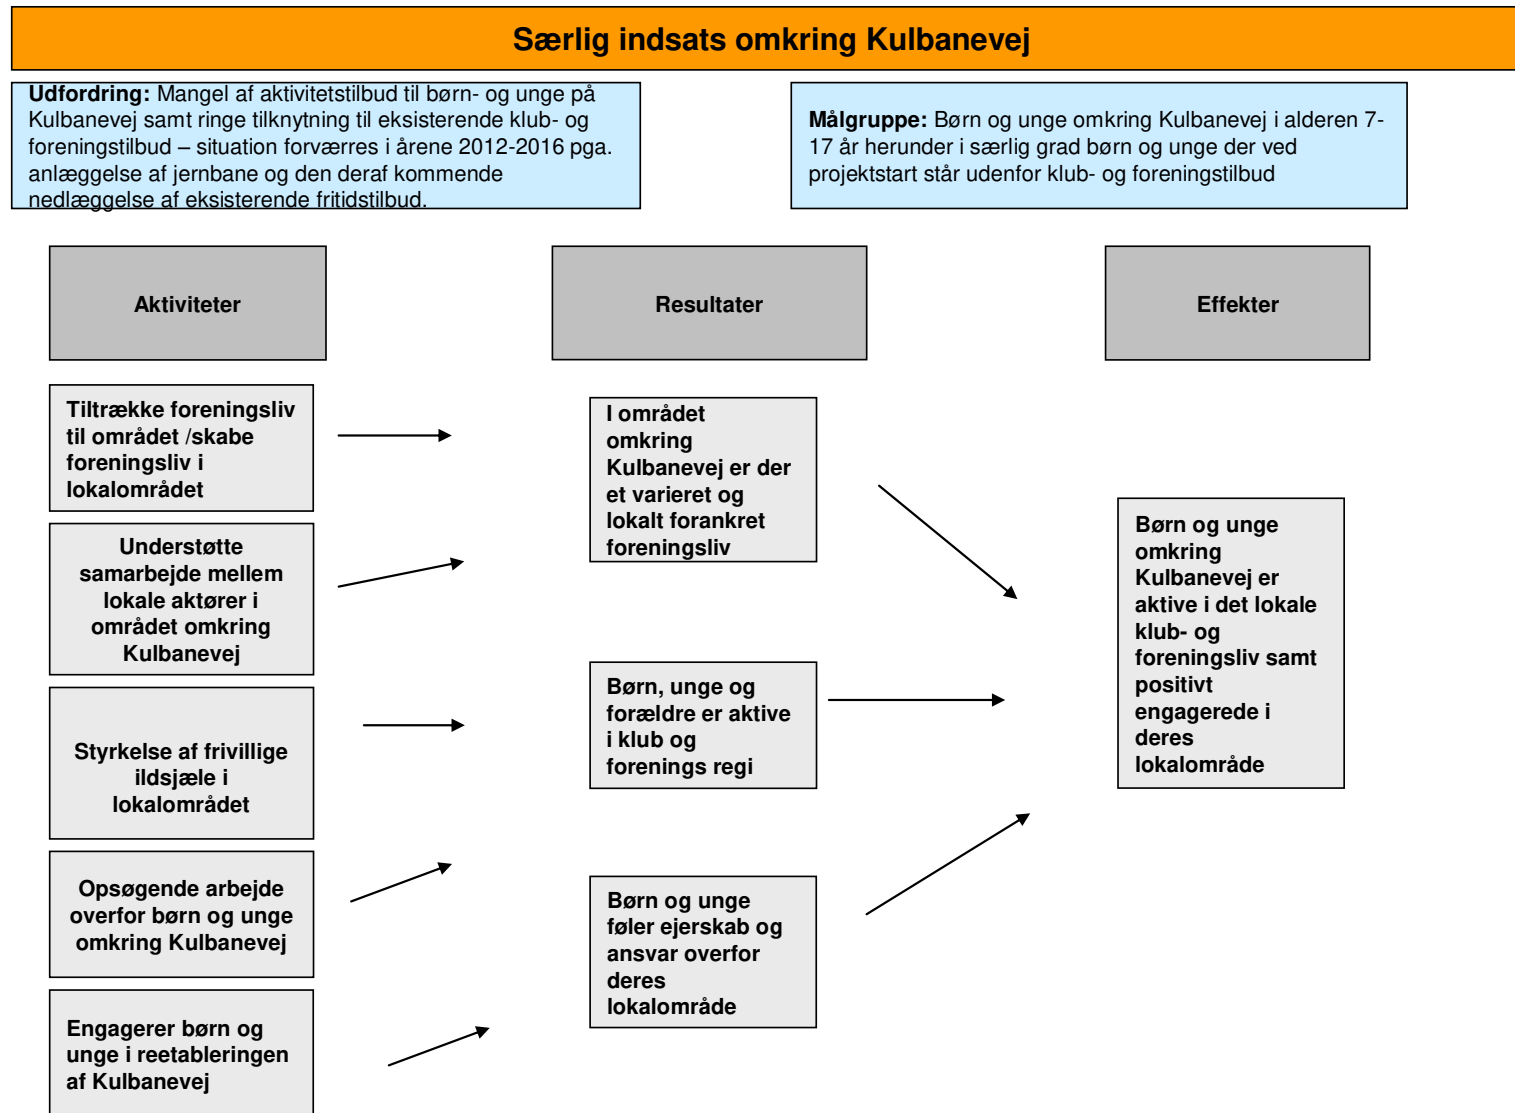 Særlig indsats omkring Kulbanevej
Udfordring: Mangel af aktivitetstilbud til børn- og unge på
Kulbanevej samt ringe tilknytning til eksisterende klub- og
foreningstilbud – situation forværres i årene 2012-2016 pga.
anlæggelse af jernbane og den deraf kommende
nedlæggelse af eksisterende fritidstilbud.
Målgruppe: Børn og unge omkring Kulbanevej i alderen 7-
17 år herunder i særlig grad børn og unge der ved
projektstart står udenfor klub- og foreningstilbud
Aktiviteter
Resultater
Effekter
Tiltrække foreningsliv
til området /skabe
foreningsliv i
lokalområdet
Understøtte
samarbejde mellem
lokale aktører i
området omkring
Kulbanevej
Styrkelse af frivillige
ildsjæle i
lokalområdet
Opsøgende arbejde
overfor børn og unge
omkring Kulbanevej
Engagerer børn og
unge i reetableringen
af Kulbanevej
I området
omkring
Kulbanevej er der
et varieret og
lokalt forankret
foreningsliv
Børn, unge og
forældre er aktive
i klub og
forenings regi
Børn og unge
føler ejerskab og
ansvar overfor
deres
lokalområde
Børn og unge
omkring
Kulbanevej er
aktive i det lokale
klub- og
foreningsliv samt
positivt
engagerede i
deres
lokalområde